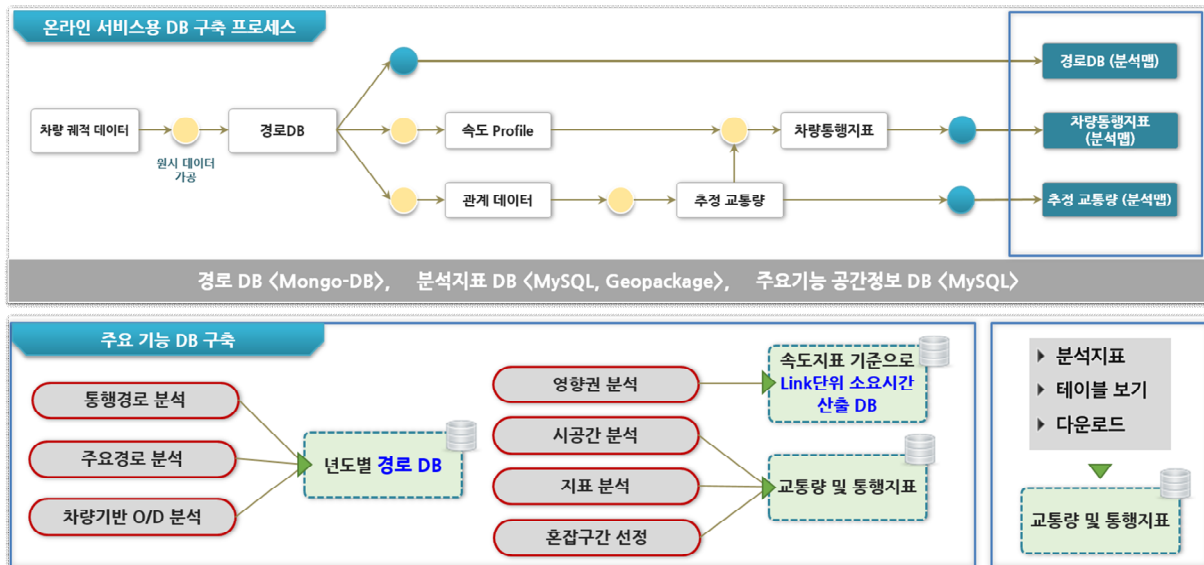 온라인 서비스용 DB 구축 프로세스
차량 궤적 데이터
원시 데이터
가공
경로DB
속도 Profile
관계 데이터
추정 교통량
차량통행지표
경로DB (분석맵)
차량통행지표
(분석맵)
추정 교통량 (분석맵)
경로 DB <Mongo-DB>, 분석지표 DB <MySQL, Geopackage>, 주요기능 공간정보 DB <MySQL>
주요 기능 DB 구축
통행경로 분석
주요경로 분석
차량기반 O/D 분석
년도별 경로 DB
영향권 분석
시공간 분석
지표 분석
혼잡구간 선정
속도지표 기준으로
Link단위 소요시간
산출 DB
교통량 및 통행지표
분석지표
테이블 보기
다운로드
교통량 및 통행지표